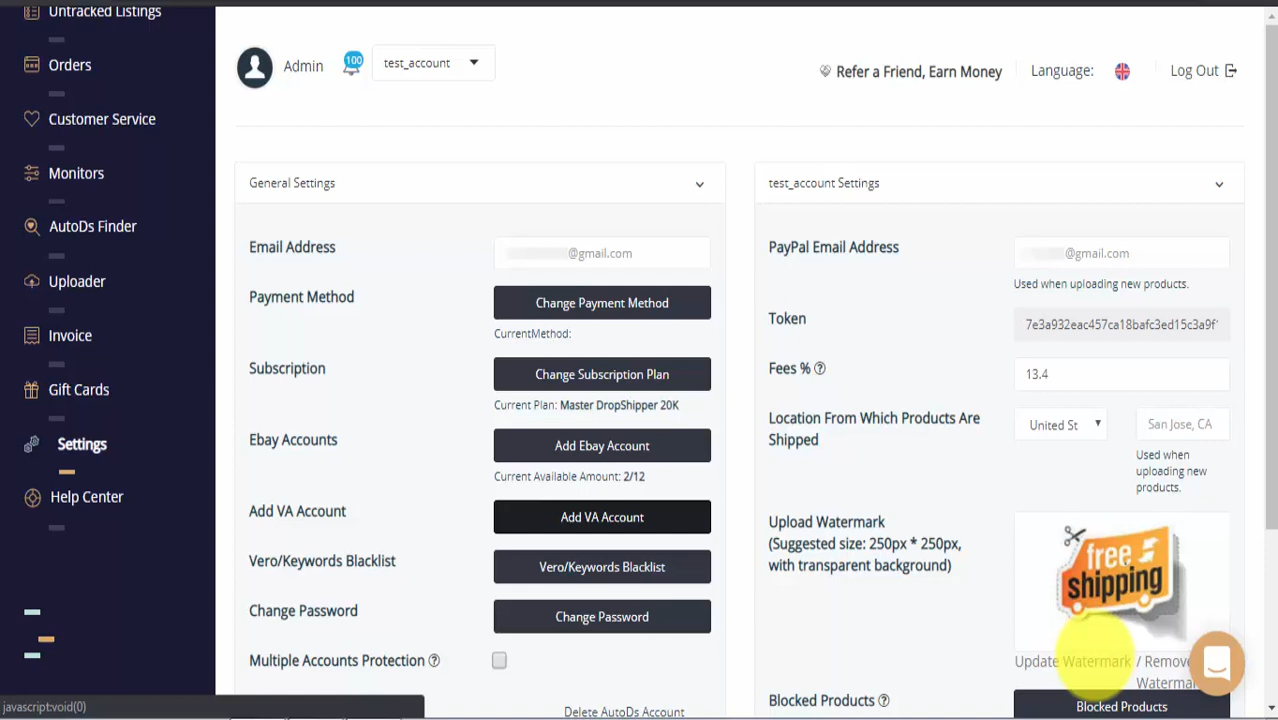 Untracked Listings
Orders
Customer Service
Monitors
AutoDs Finder
Uploader
Invoice
Gift Cards
Settings
Help Center
javascript:void(0)
Admin
100
test_account
Refer a Friend, Earn Money
Language:
Log Out
General Settings
Email Address
@gmail.com
Payment Method
Change Payment Method
CurrentMethod:
Subscription
Change Subscription Plan
Current Plan: Master DropShipper 20K
Ebay Accounts
Add Ebay Account
Current Available Amount: 2/12
Add VA Account
Add VA Account
Vero/Keywords Blacklist
Vero/Keywords Blacklist
Change Password
Change Password
Multiple Accounts Protection ?
Delete AutoDs Account
test_account Settings
PayPal Email Address
@gmail.com
Used when uploading new products.
Token
7e3a932eac457ca18bafc3ed15c3a9f
Fees % ?
13.4
Location From Which Products Are
Shipped
United St
San Jose, CA
Used when
uploading new
products.
Upload Watermark
(Suggested size: 250px * 250px,
with transparent background)
free
shipping
Update Watermark / Remove
Watermar
Blocked Products ?
Blocked Products